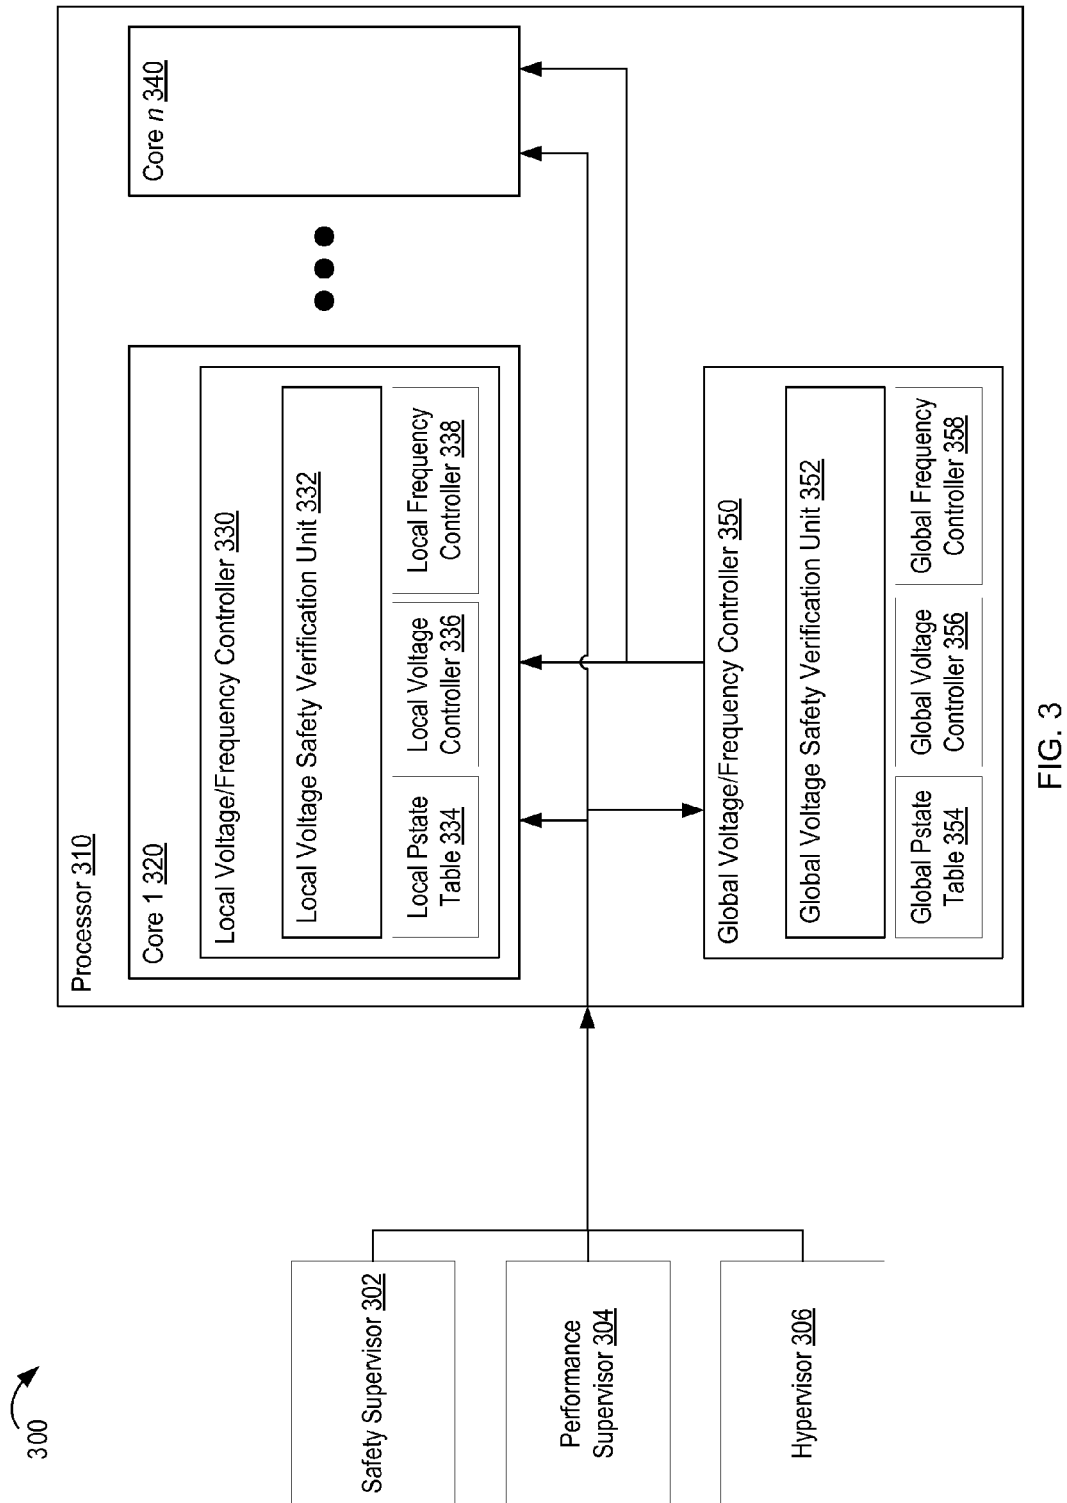 300
Safety Supervisor 302
Performance
Supervisor 304
Hypervisor 306
Processor 310
Core 1 320
Local Voltage/Frequency Controller 330
Local Voltage Safety Verification Unit 332
Local Pstate
Table 334
Local Voltage
Controller 336
Local Frequency
Controller 338
Core n 340
Global Voltage/Frequency Controller 350
Global Voltage Safety Verification Unit 352
Global Pstate
Table 354
Global Voltage
Controller 356
Global Frequency
Controller 358
FIG. 3